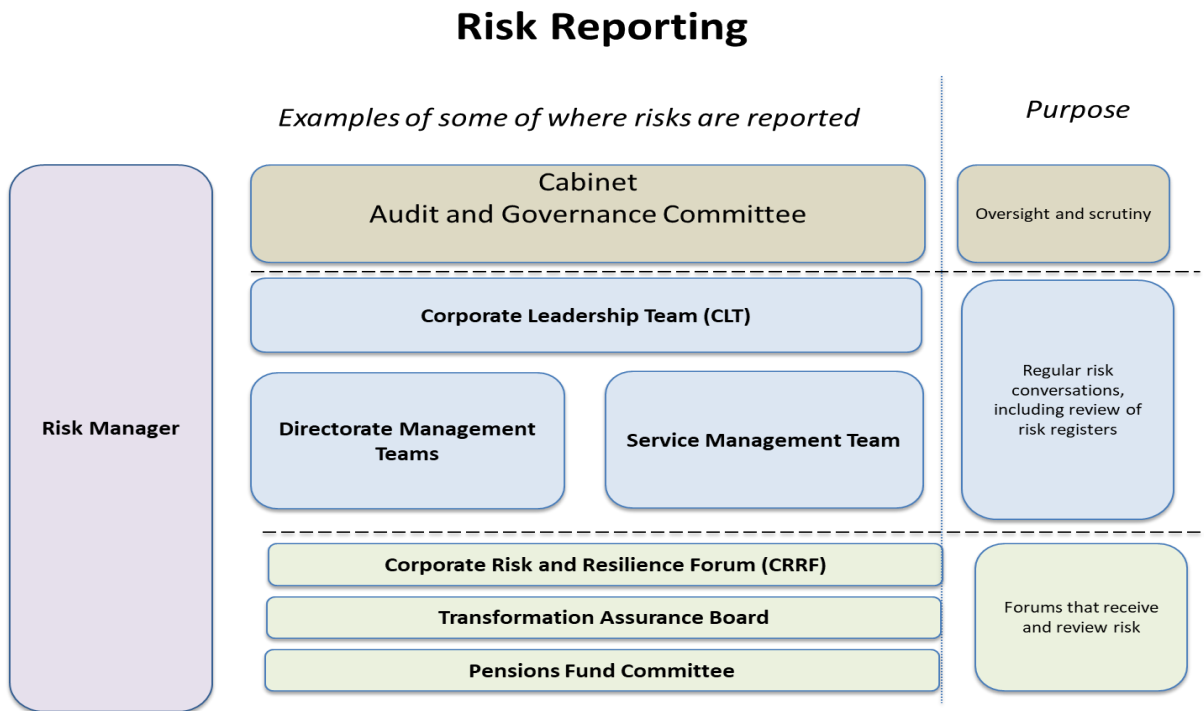 Risk Reporting
Examples of some of where risks are reported
Purpose
Risk Manager
Cabinet
Audit and Governance Committee
Oversight and scrutiny
Corporate Leadership Team (CLT)
Directorate Management
Teams
Service Management Team
Regular risk
conversations,
including review of
risk registers
Corporate Risk and Resilience Forum (CRRF)
Transformation Assurance Board
Pensions Fund Committee
Forums that receive
and review risk